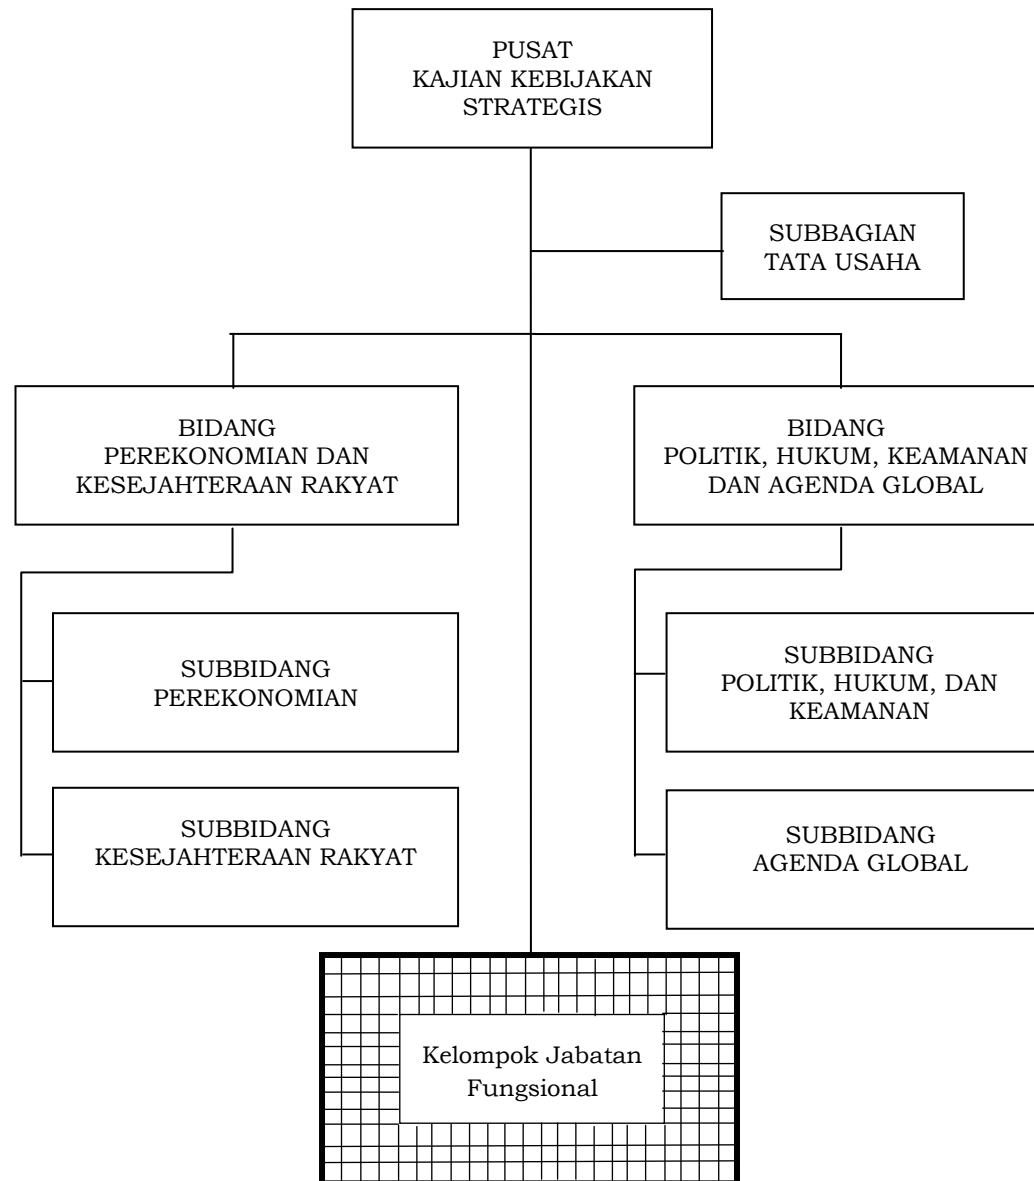 PUSAT
KAJIAN KEBIJAKAN
STRATEGIS
SUBBAGIAN
TATA USAHA
BIDANG
PEREKONOMIAN DAN
KESEJAHTERAAN RAKYAT
BIDANG
POLITIK, HUKUM, KEAMANAN
DAN AGENDA GLOBAL
SUBBIDANG
PEREKONOMIAN
SUBBIDANG
POLITIK, HUKUM, DAN
KEAMANAN
SUBBIDANG
KESEJAHTERAAN RAKYAT
SUBBIDANG
AGENDA GLOBAL
Kelompok Jabatan
Fungsional